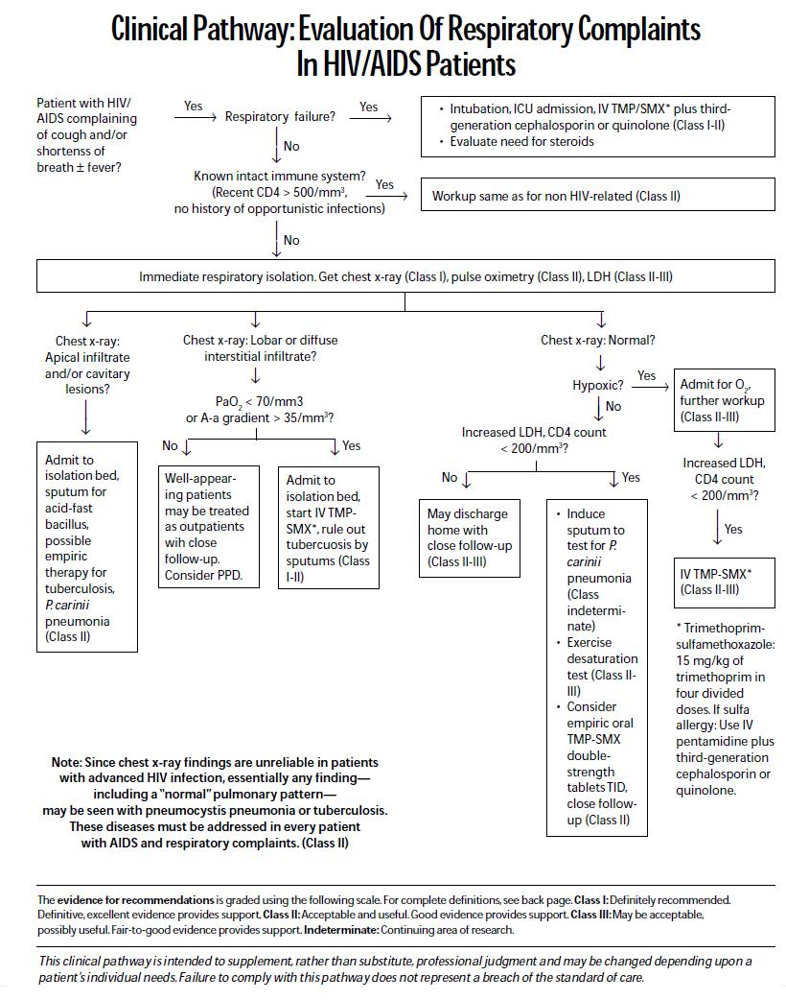 Clinical Pathway: Evaluation Of Respiratory Complaints
In HIV/AIDS Patients
Patient with HIV/
AIDS complaining
of cough and/or
shortenss of
breath ± fever?
Yes
Respiratory failure?
Yes
• Intubation, ICU admission, IV TMP/SMX* plus third-
generation cephalosporin or quinolone (Class I-II)
• Evaluate need for steroids
No
Known intact immune system?
(Recent CD4 > 500/mm³,
no history of opportunistic infections)
Yes
Workup same as for non HIV-related (Class II)
No
Immediate respiratory isolation. Get chest x-ray (Class I), pulse oximetry (Class II), LDH (Class II-III)
Chest x-ray:
Apical infiltrate
and/or cavitary
lesions?
Admit to
isolation bed,
sputum for
acid-fast
bacillus,
possible
empiric
therapy for
tuberculosis,
P. carinii
pneumonia
(Class II)
Chest x-ray: Lobar or diffuse
interstitial infiltrate?
PaO₂ < 70/mm3
or A-a gradient > 35/mm³?
No
Yes
Well-appear-
ing patients
may be treated
as outpatients
wih close
follow-up.
Consider PPD.
Admit to
isolation bed,
start IV TMP-
SMX*, rule out
tubercuosis by
sputums (Class
I-II)
Chest x-ray: Normal?
Hypoxic?
Yes
Admit for O₂,
further workup
(Class II-III)
No
Increased LDH, CD4 count
< 200/mm³?
No
Yes
May discharge
home with
close follow-up
(Class II-III)
• Induce
sputum to
test for P.
carinii
pneumonia
(Class
indetermi-
nate)
• Exercise
desaturation
test (Class II-
III)
• Consider
empiric oral
TMP-SMX
double-
strength
tablets TID,
close follow-
up (Class II)
Increased LDH,
CD4 count
< 200/mm³?
Yes
IV TMP-SMX*
(Class II-III)
* Trimethoprim-
sulfamethoxazole:
15 mg/kg of
trimethoprim in
four divided
doses. If sulfa
allergy: Use IV
pentamidine plus
third-generation
cephalosporin or
quinolone.
Note: Since chest x-ray findings are unreliable in patients
with advanced HIV infection, essentially any finding—
including a "normal" pulmonary pattern—
may be seen with pneumocystis pneumonia or tuberculosis.
These diseases must be addressed in every patient
with AIDS and respiratory complaints. (Class II)
The evidence for recommendations is graded using the following scale. For complete definitions, see back page. Class I: Definitely recommended.
Definitive, excellent evidence provides support. Class II: Acceptable and useful. Good evidence provides support. Class III: May be acceptable,
possibly useful. Fair-to-good evidence provides support. Indeterminate: Continuing area of research.
This clinical pathway is intended to supplement, rather than substitute, professional judgment and may be changed depending upon a
patient's individual needs. Failure to comply with this pathway does not represent a breach of the standard of care.